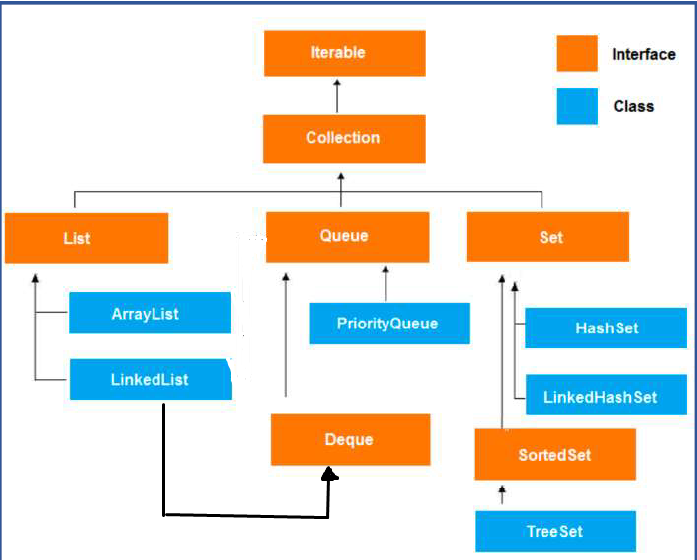 Iterable
Interface
Class
Collection
List
Queue
Set
ArrayList
PriorityQueue
HashSet
LinkedList
LinkedHashSet
Deque
SortedSet
TreeSet